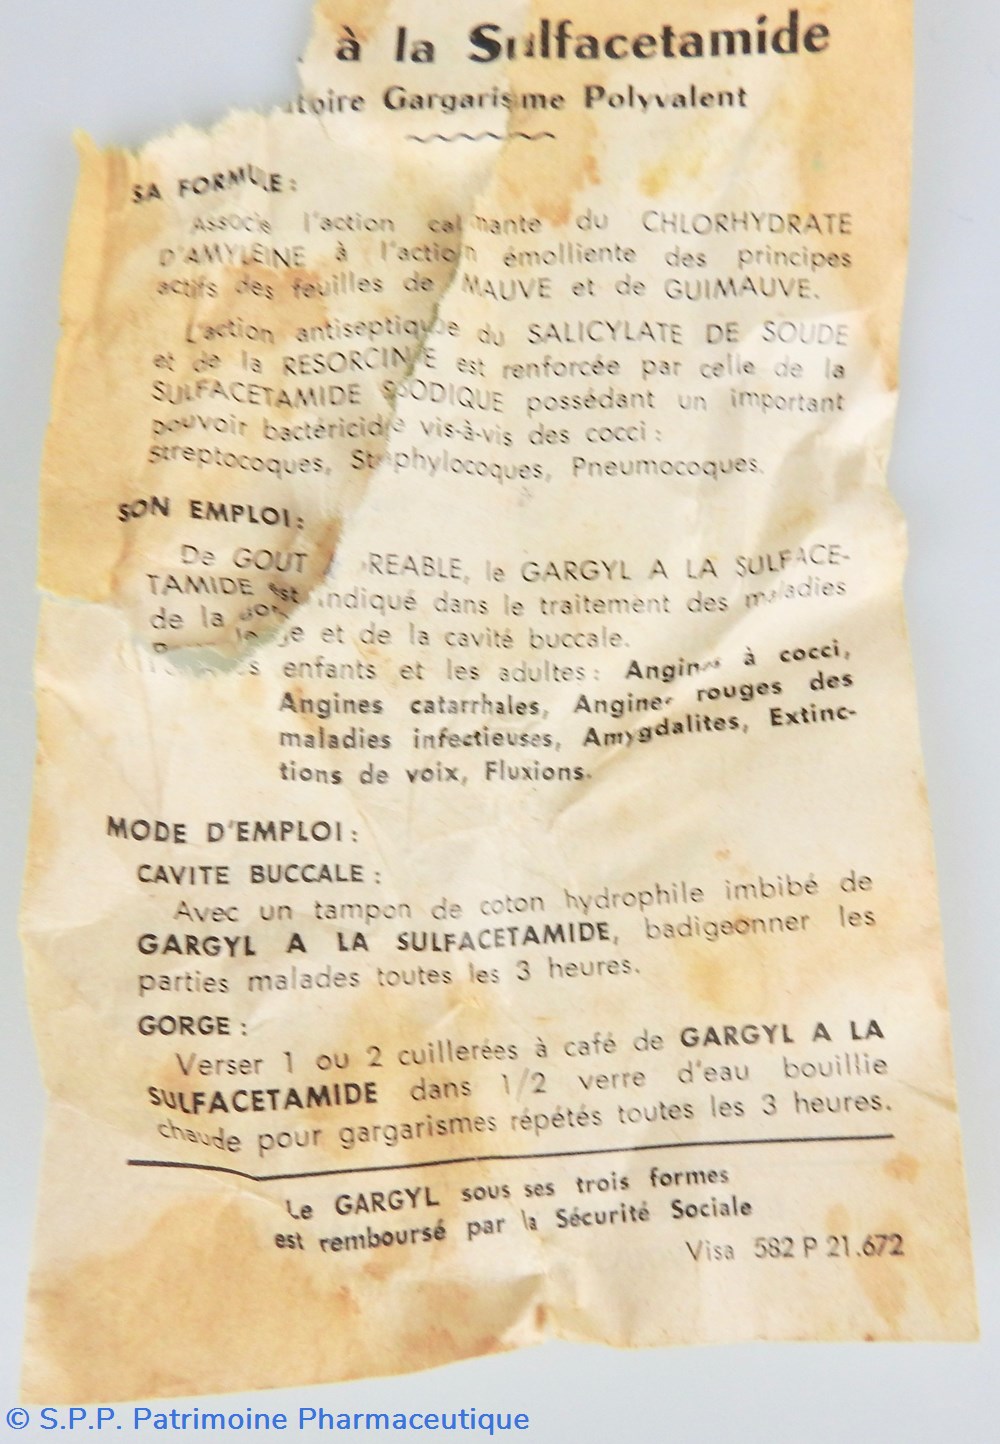 à la Sulfacetamide
Gargarisme Polyvalent
SA FORMULE :
Associe l'action calmante du CHLORHYDRATE
D'AMYLEINE à l'action émolliente des principes
actifs des feuilles de MAUVE et de GUIMAUVE.
L'action antiseptique du SALICYLATE DE SOUDE
et de la RESORCINE est renforcée par celle de la
SULFACETAMIDE SODIQUE possédant un important
pouvoir bactéricide vis-à-vis des cocci :
Streptocoques, Staphylocoques, Pneumocoques.
SON EMPLOI :
De GOUT REABLE, le GARGYL A LA SULFACE-
TAMIDE est indiqué dans le traitement des maladies
de la
et de la cavité buccale.
enfants et les adultes : Angines à cocci,
Angines catarrhales, Angines rouges des
maladies infectieuses, Amygdalites, Extinc-
tions de voix, Fluxions.
MODE D'EMPLOI :
CAVITE BUCCALE :
Avec un tampon de coton hydrophile imbibé de
GARGYL A LA SULFACETAMIDE, badigeonner les
parties malades toutes les 3 heures.
GORGE :
Verser 1 ou 2 cuillerées à café de GARGYL A LA
SULFACETAMIDE dans 1/2 verre d'eau bouillie
chaude pour gargarismes répétés toutes les 3 heures.
Le GARGYL sous ses trois formes
est remboursé par la Sécurité Sociale
Visa 582 P 21.672
© S.P.P. Patrimoine Pharmaceutique